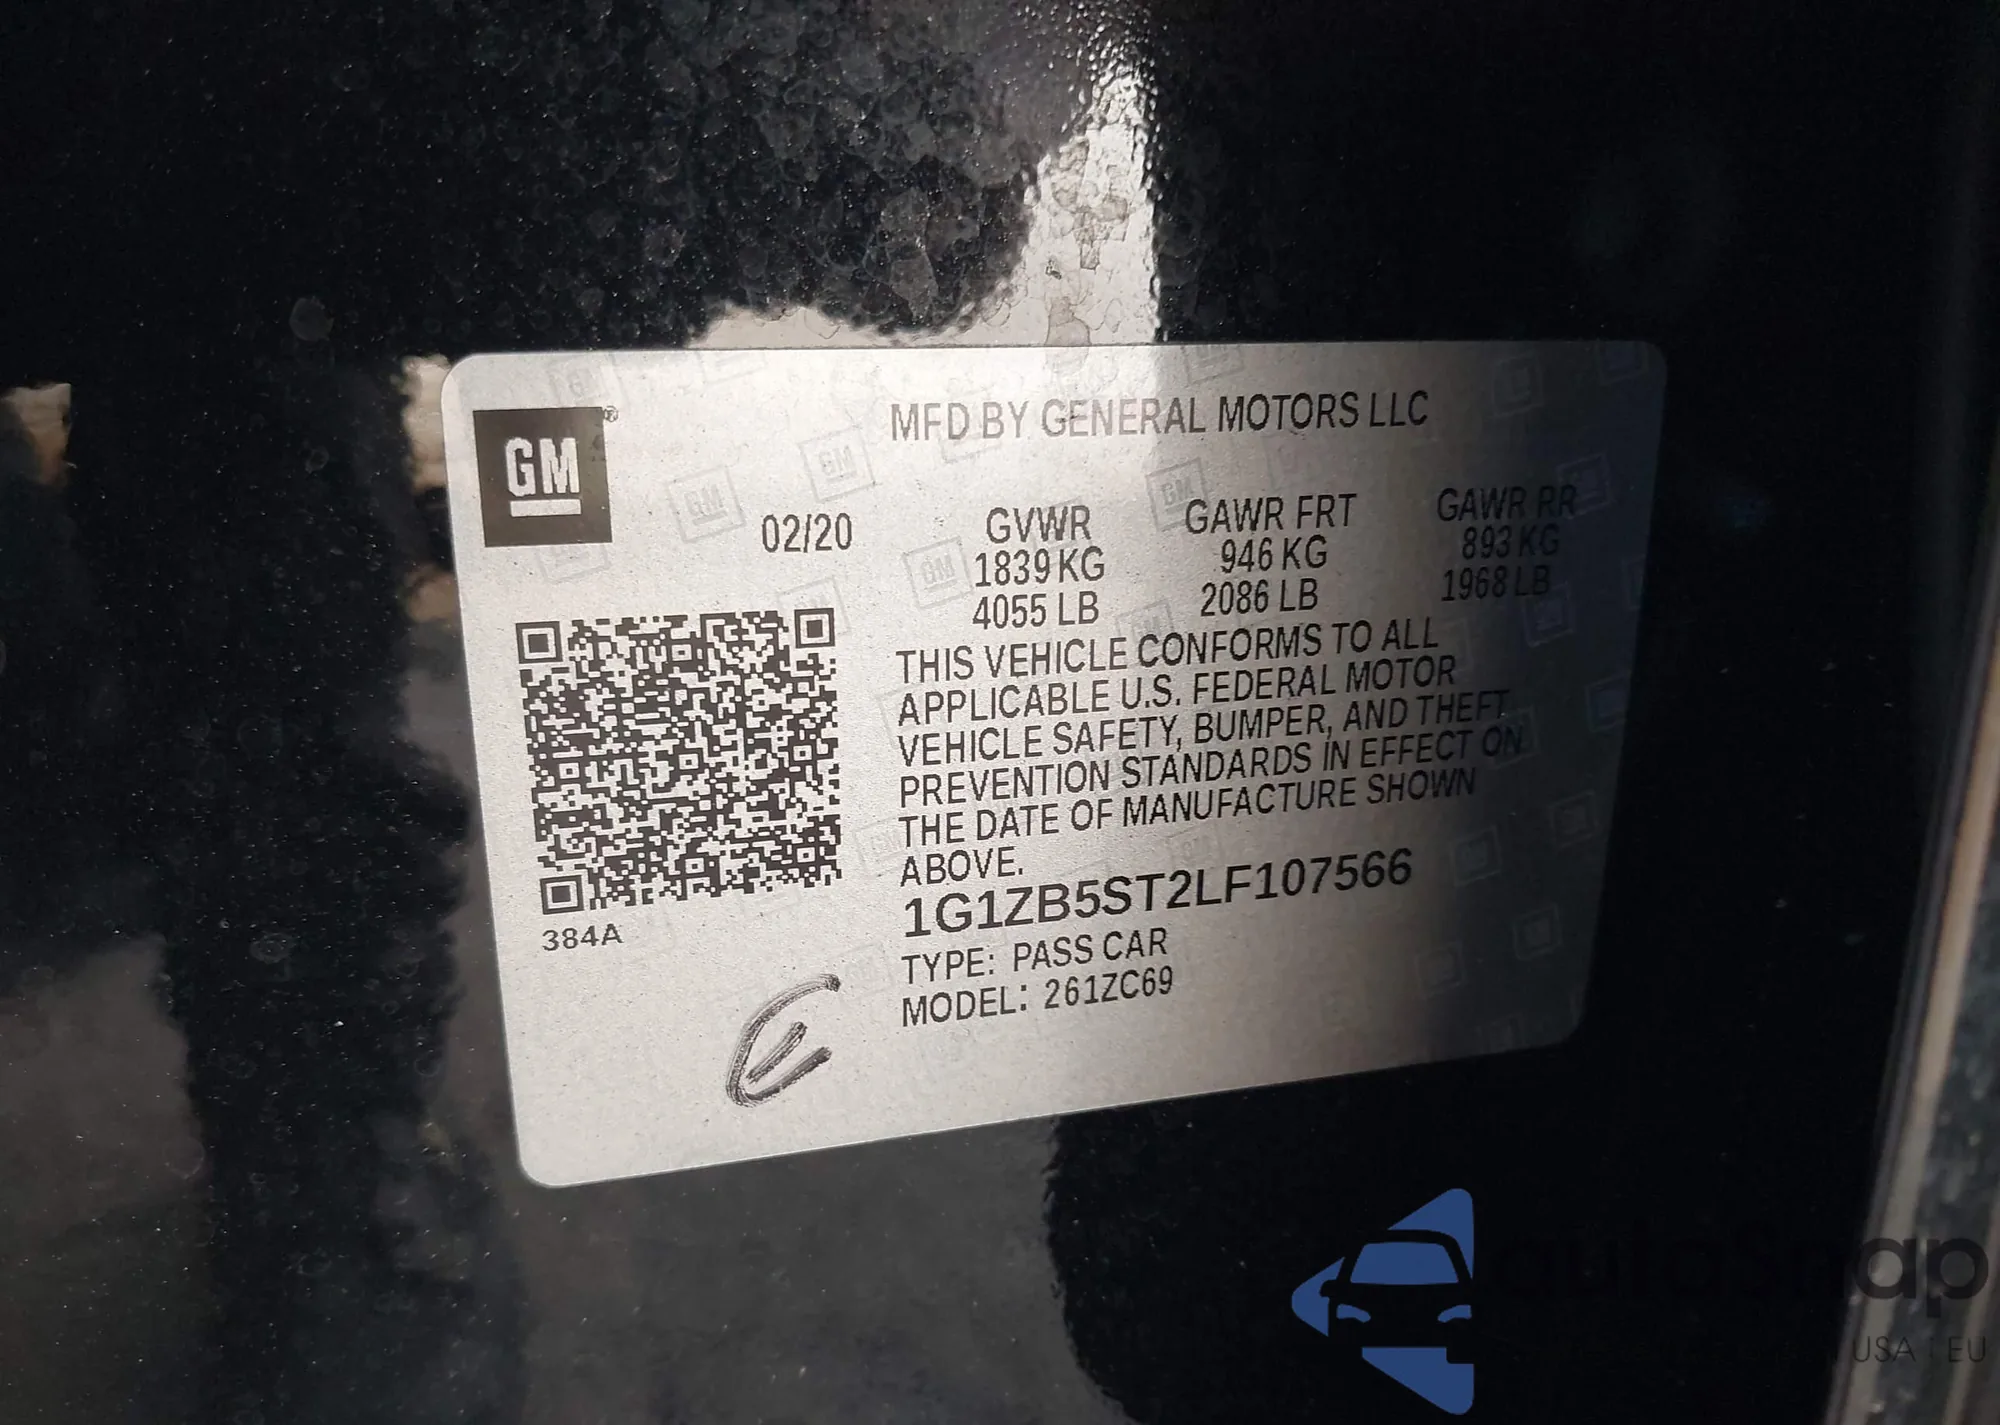 GM®
MFD BY GENERAL MOTORS LLC
02/20
GVWR GAWR FRT GAWR RR
1839 KG 946 KG 893 KG
4055 LB 2086 LB 1968 LB
THIS VEHICLE CONFORMS TO ALL
APPLICABLE U.S. FEDERAL MOTOR
VEHICLE SAFETY, BUMPER, AND THEFT
PREVENTION STANDARDS IN EFFECT ON
THE DATE OF MANUFACTURE SHOWN
ABOVE.
1G1ZB5ST2LF107566
384A
TYPE: PASS CAR
MODEL: 261ZC69
USA | EU